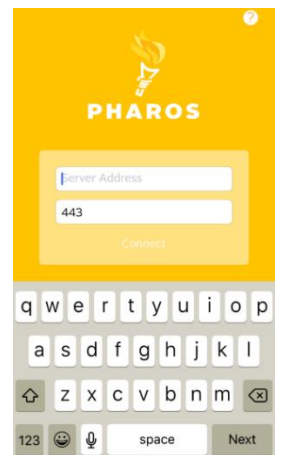 ?
PHAROS
Server Address
443
Connect
q w e r t y u i o p
a s d f g h j k l
z x c v b n m
123 space Next